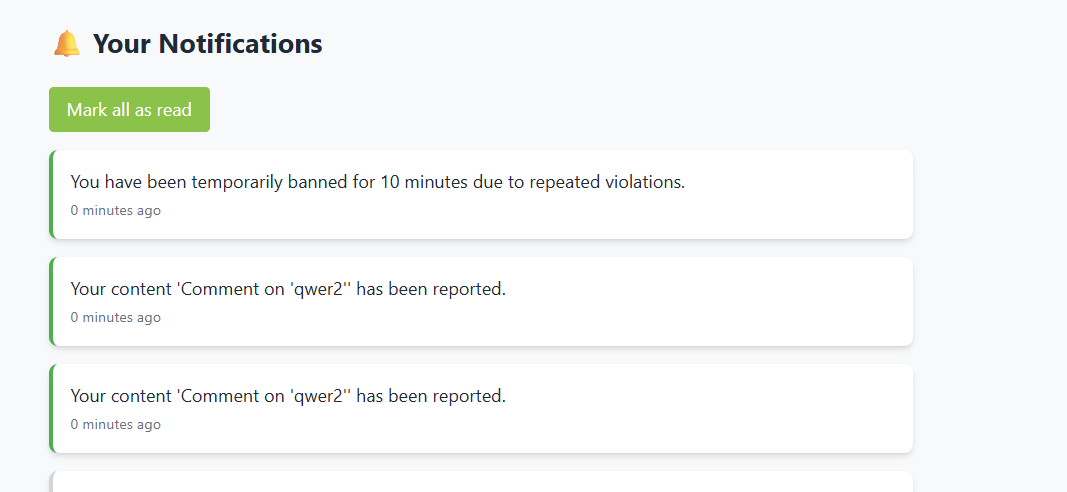 🔔 Your Notifications
Mark all as read
You have been temporarily banned for 10 minutes due to repeated violations.
0 minutes ago
Your content 'Comment on 'qwer2'' has been reported.
0 minutes ago
Your content 'Comment on 'qwer2'' has been reported.
0 minutes ago